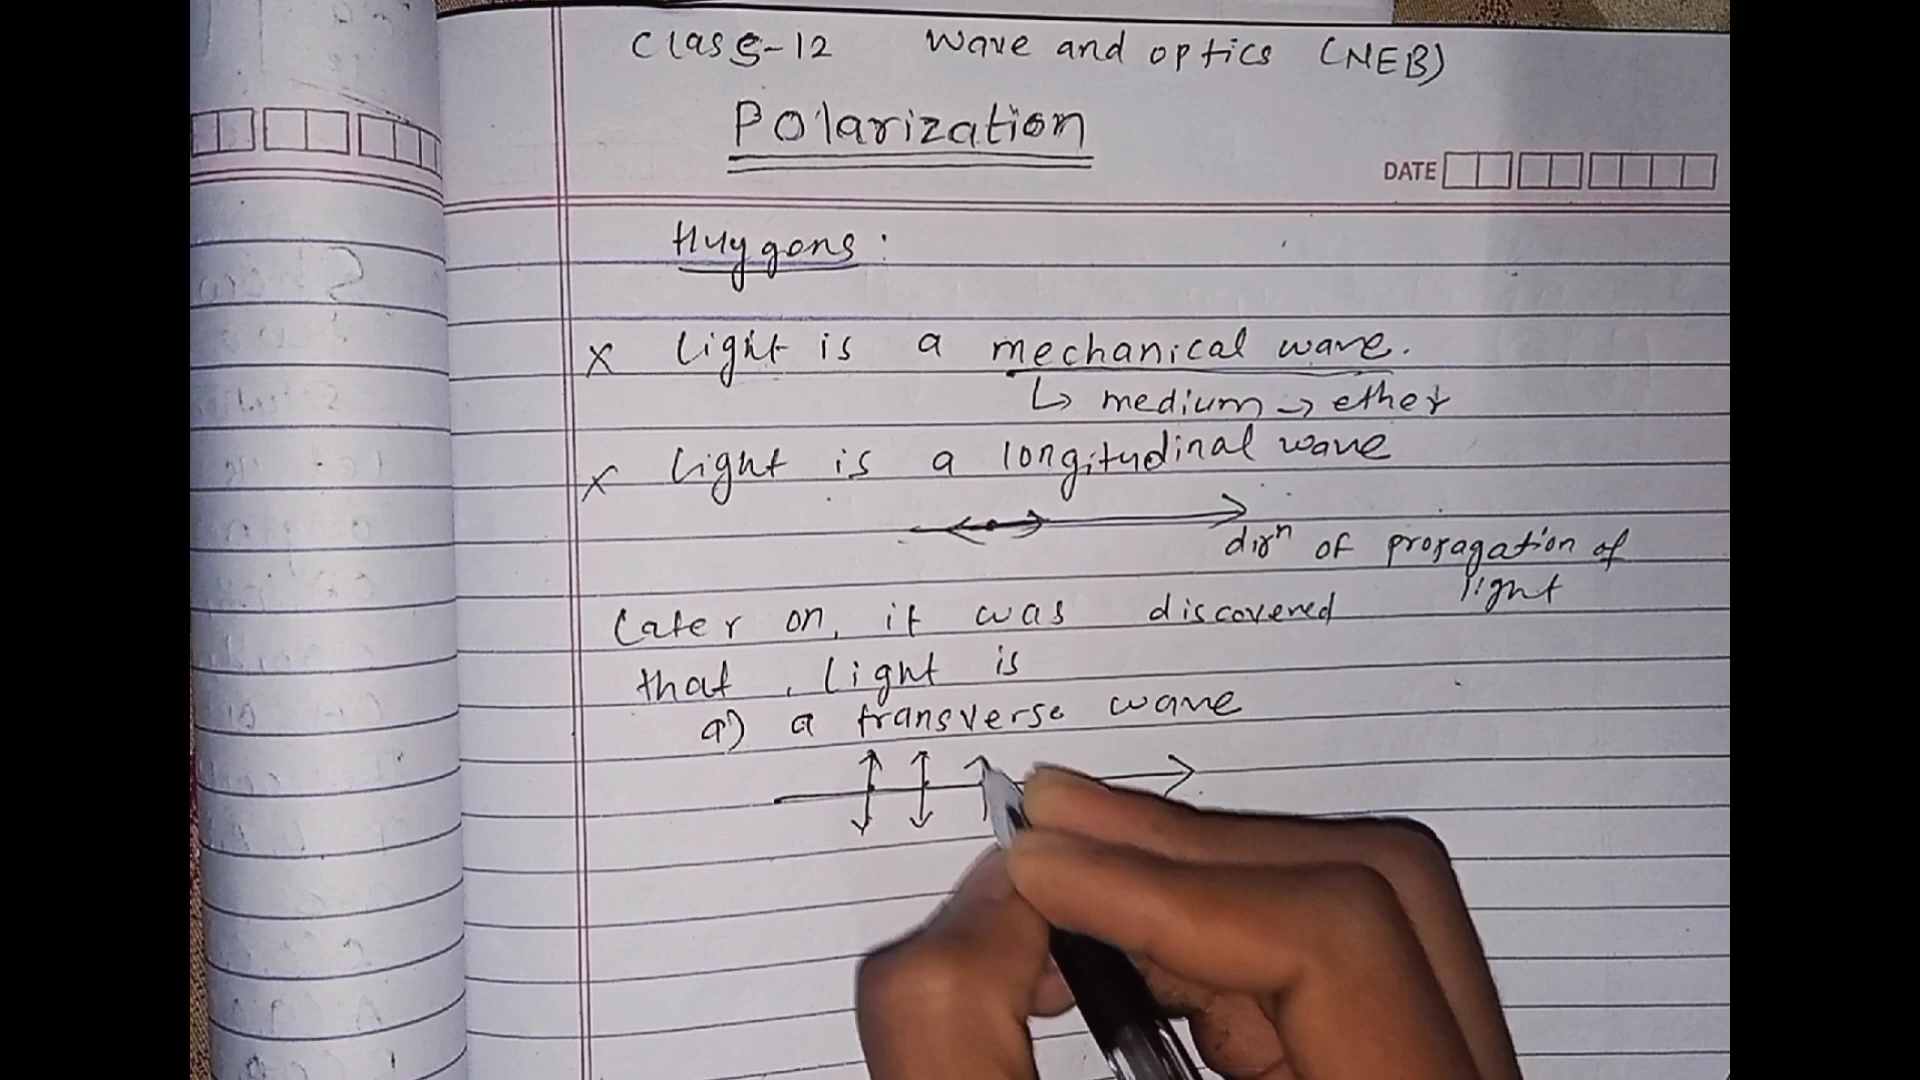 Class-12 Wave and optics (NEB)
Polarization
DATE
Huygens :
x Light is a mechanical wave.
↳ medium → ether
x Light is a longitudinal wave
dirⁿ of propagation of
light
Later on, it was discovered
that, light is
a) a transverse wave